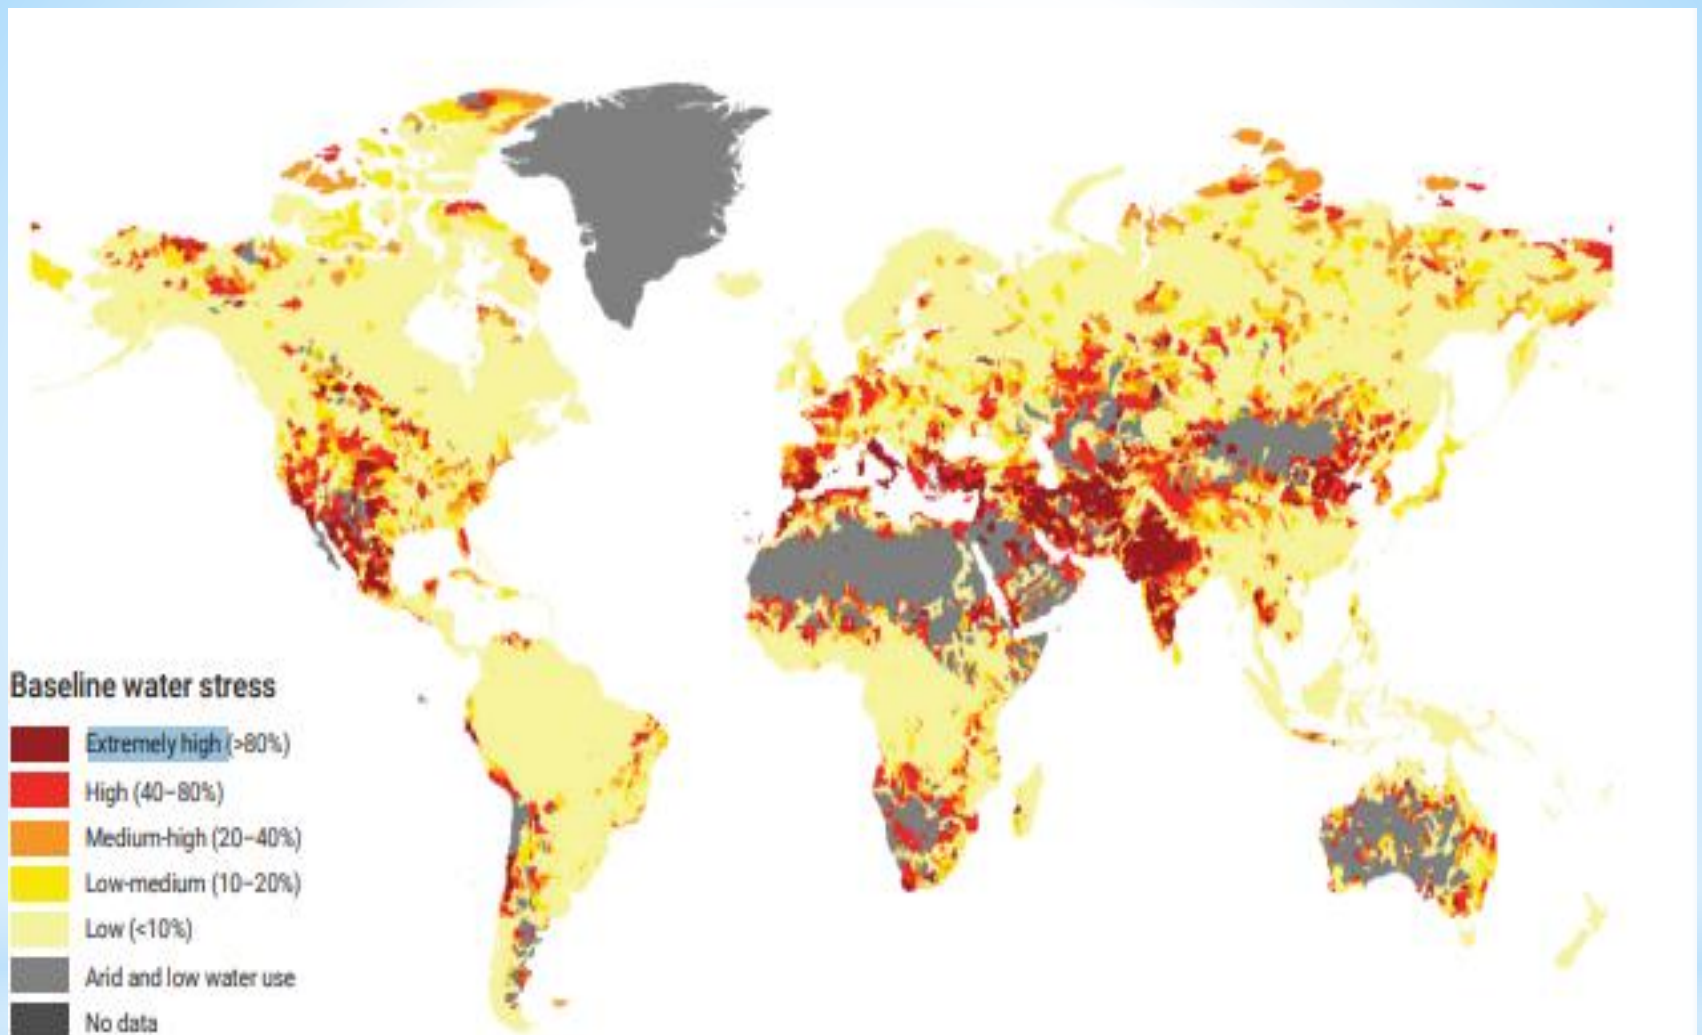 Baseline water stress
Extremely high (>80%)
High (40–80%)
Medium-high (20–40%)
Low-medium (10–20%)
Low (<10%)
Arid and low water use
No data